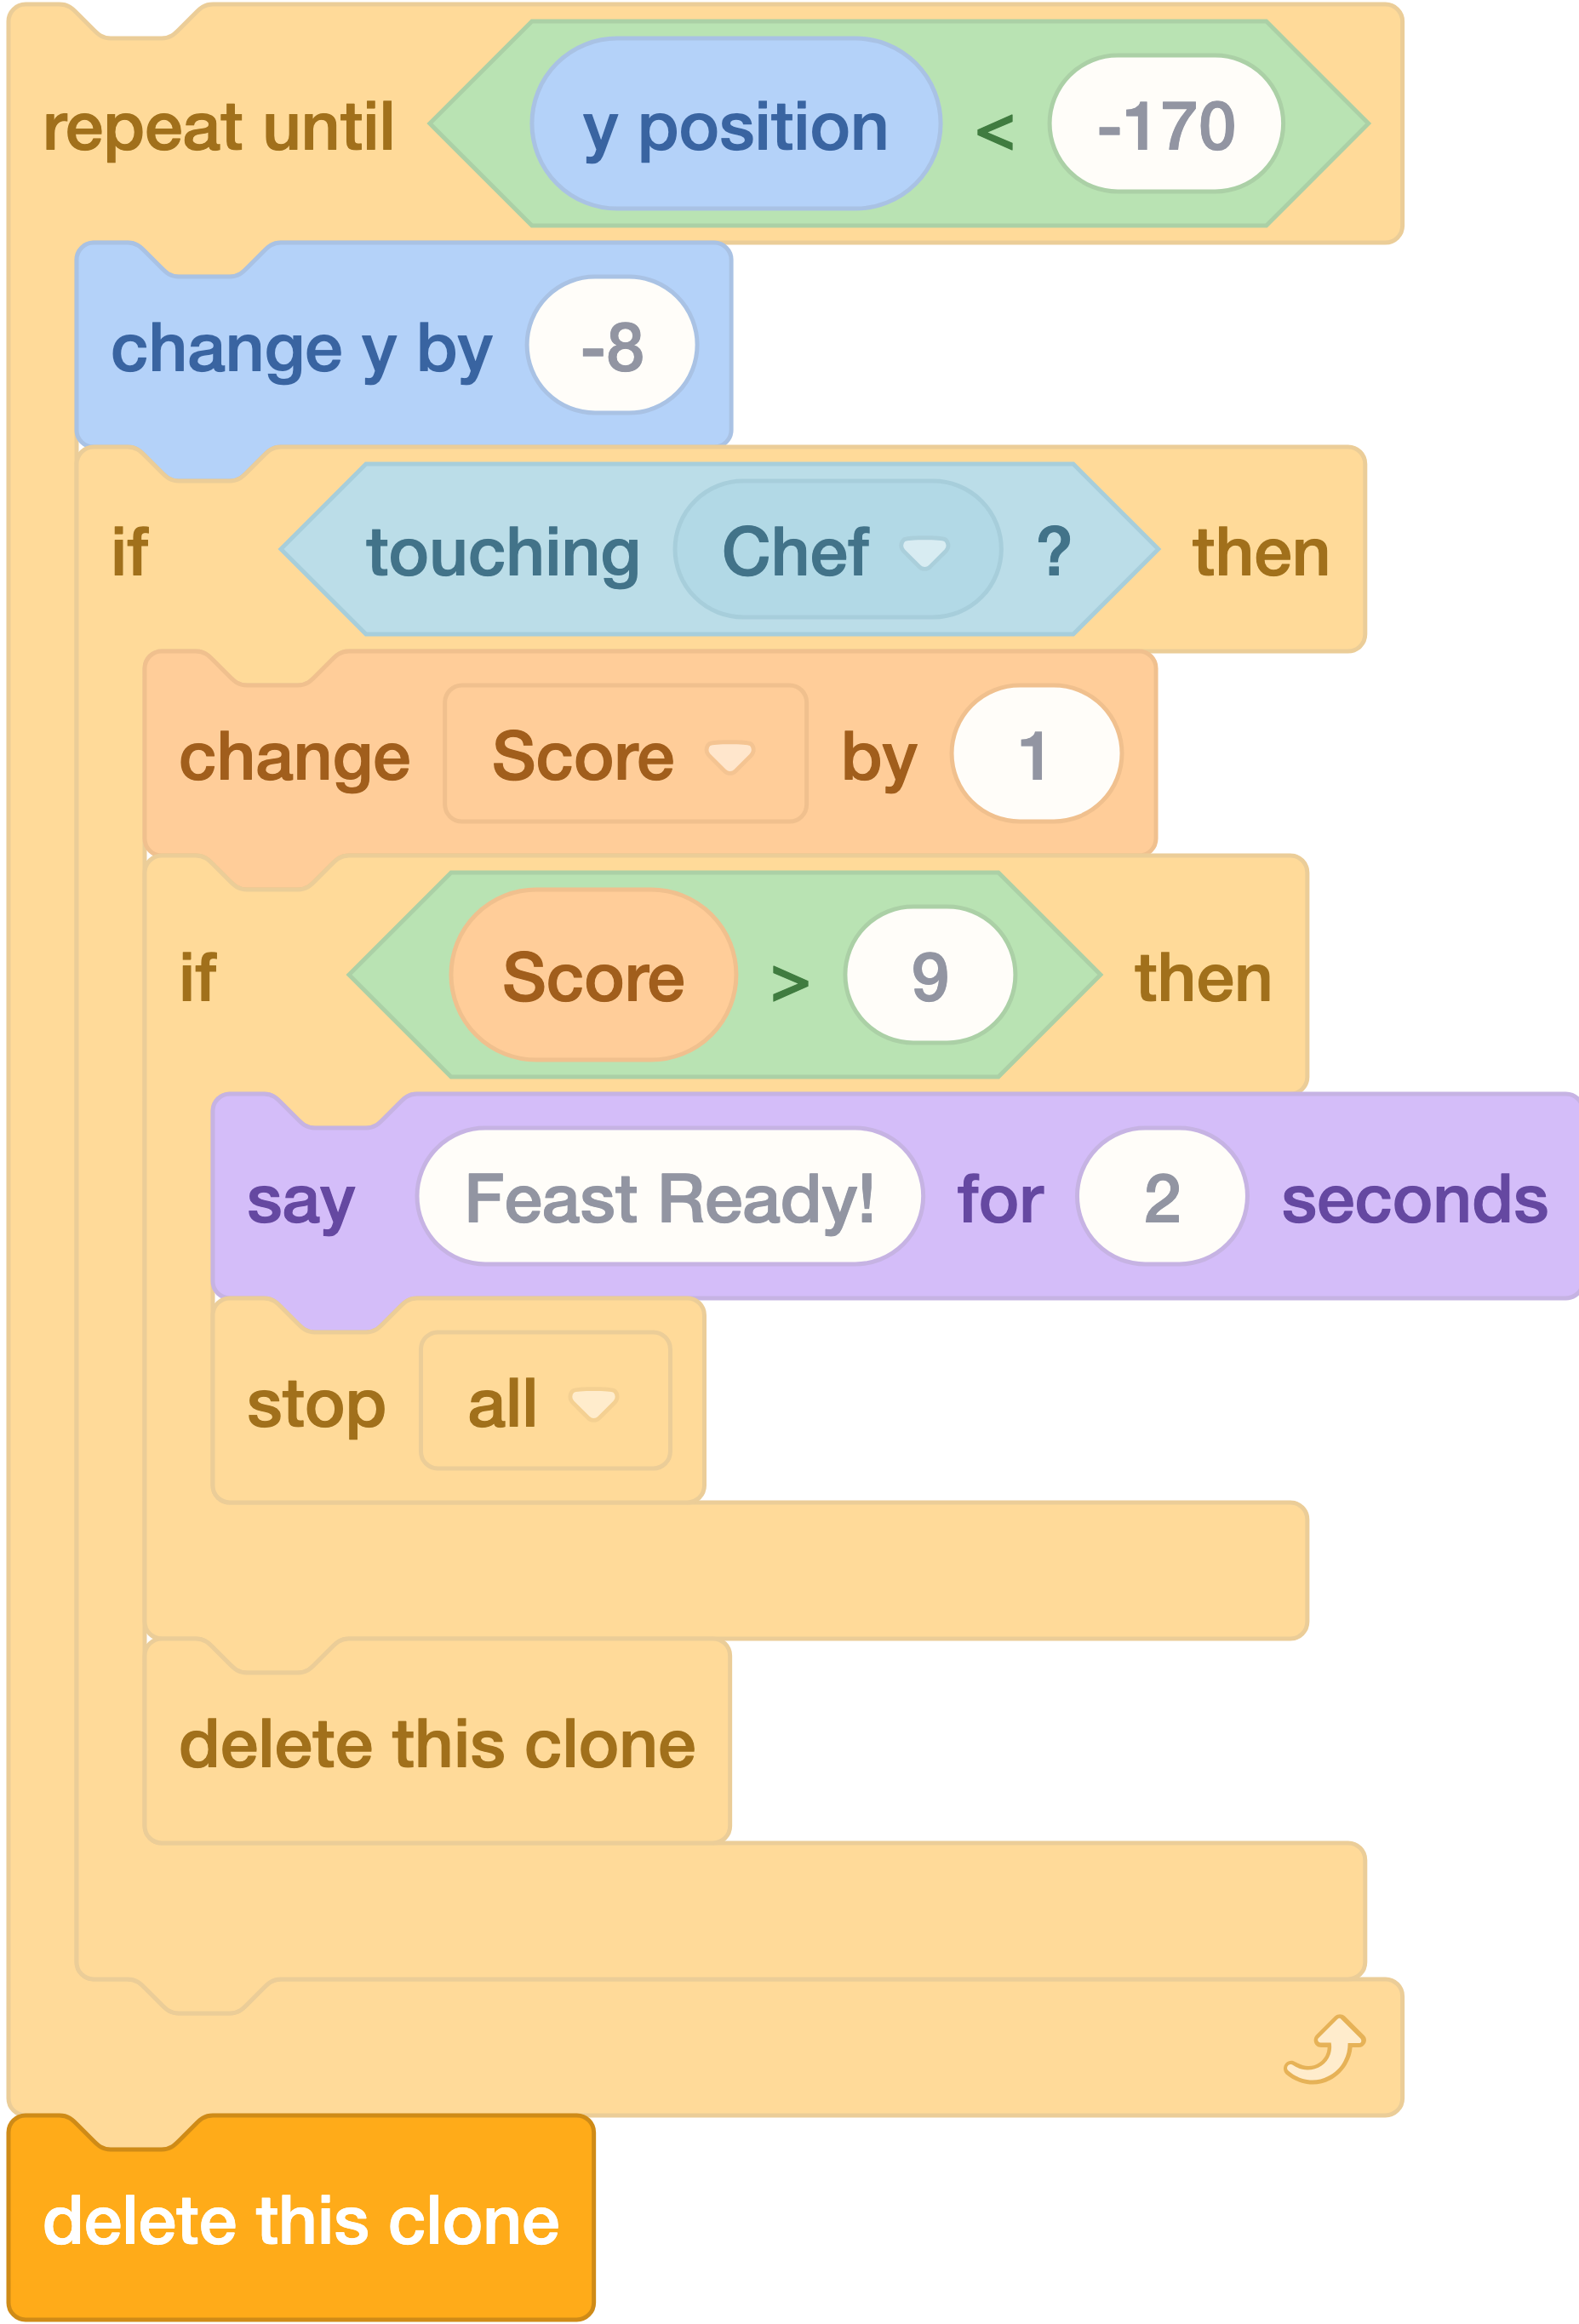 repeat until y position < -170
change y by -8
if touching Chef ? then
change Score by 1
if Score > 9 then
say Feast Ready! for 2 seconds
stop all
delete this clone
delete this clone